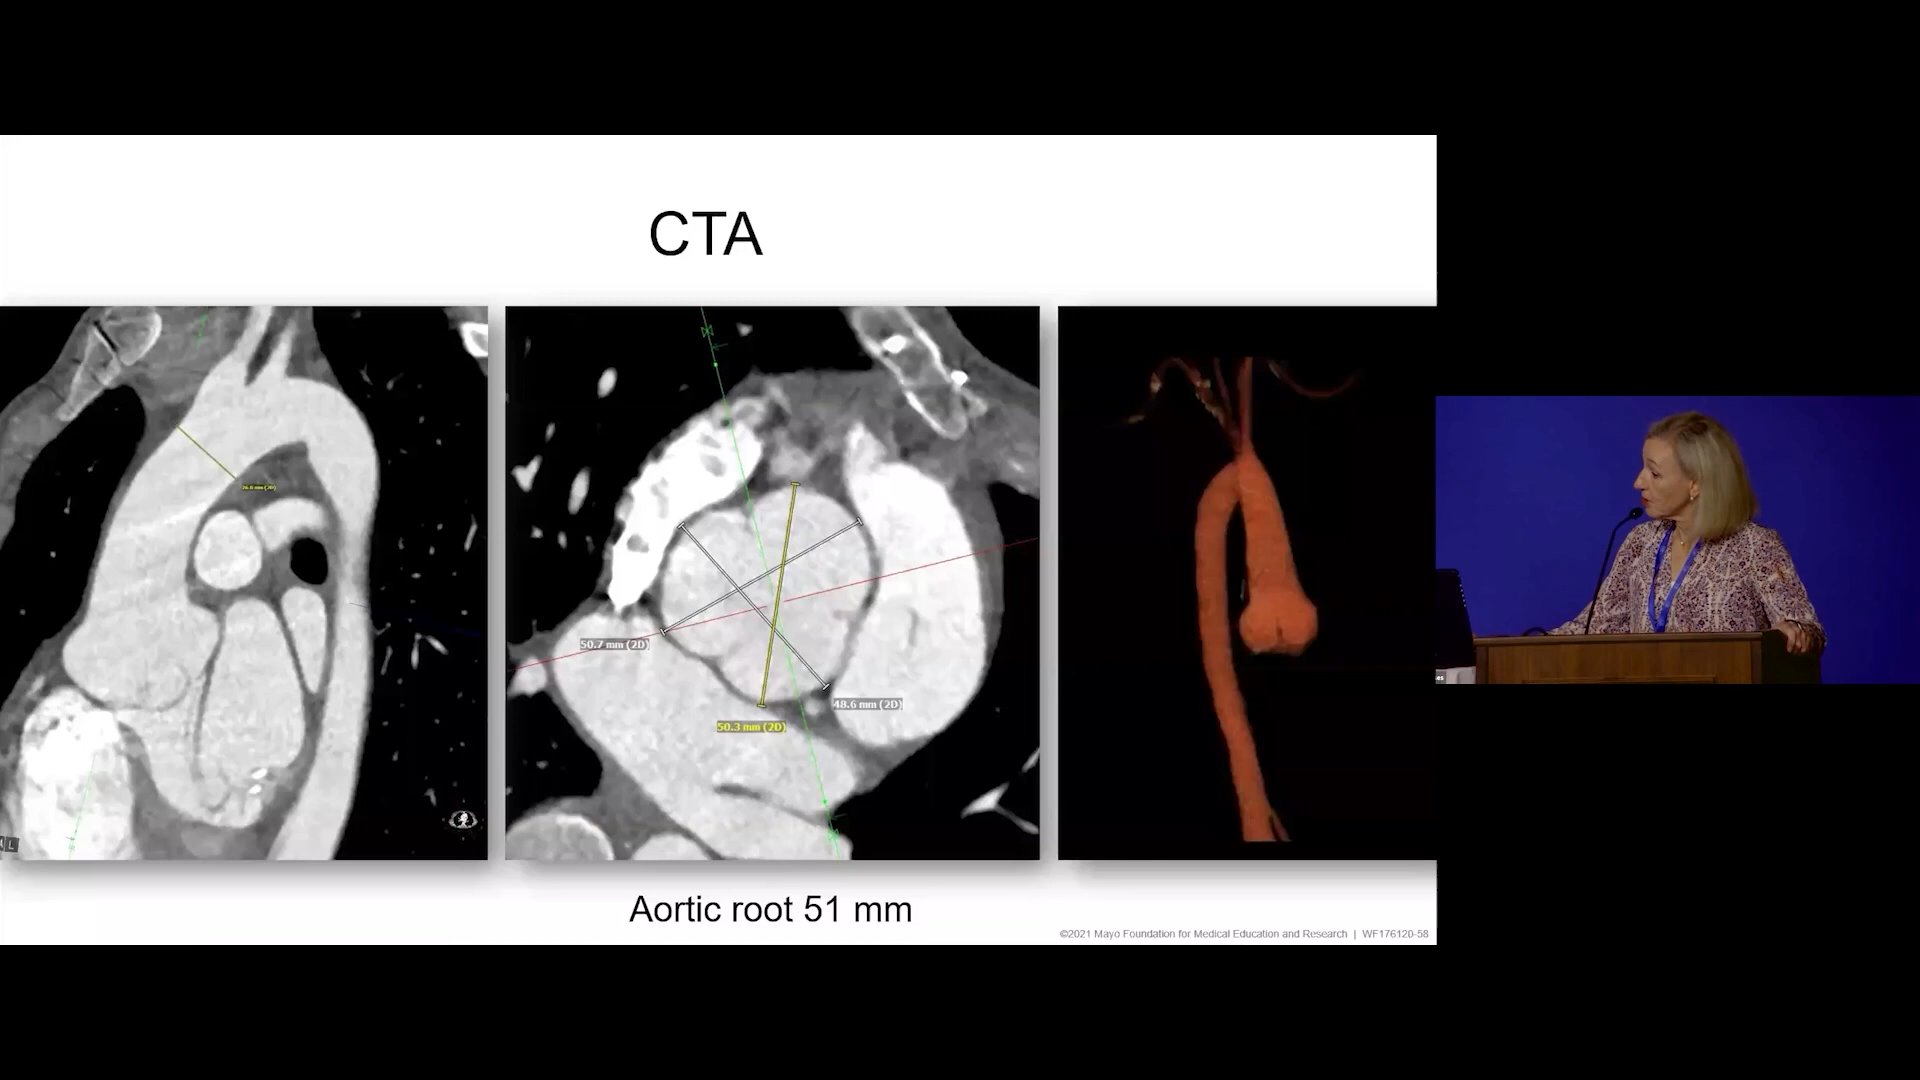 CTA
50.7 mm (2D)
48.6 mm (2D)
50.3 mm (2D)
Aortic root 51 mm
©2021 Mayo Foundation for Medical Education and Research | WF176120-58